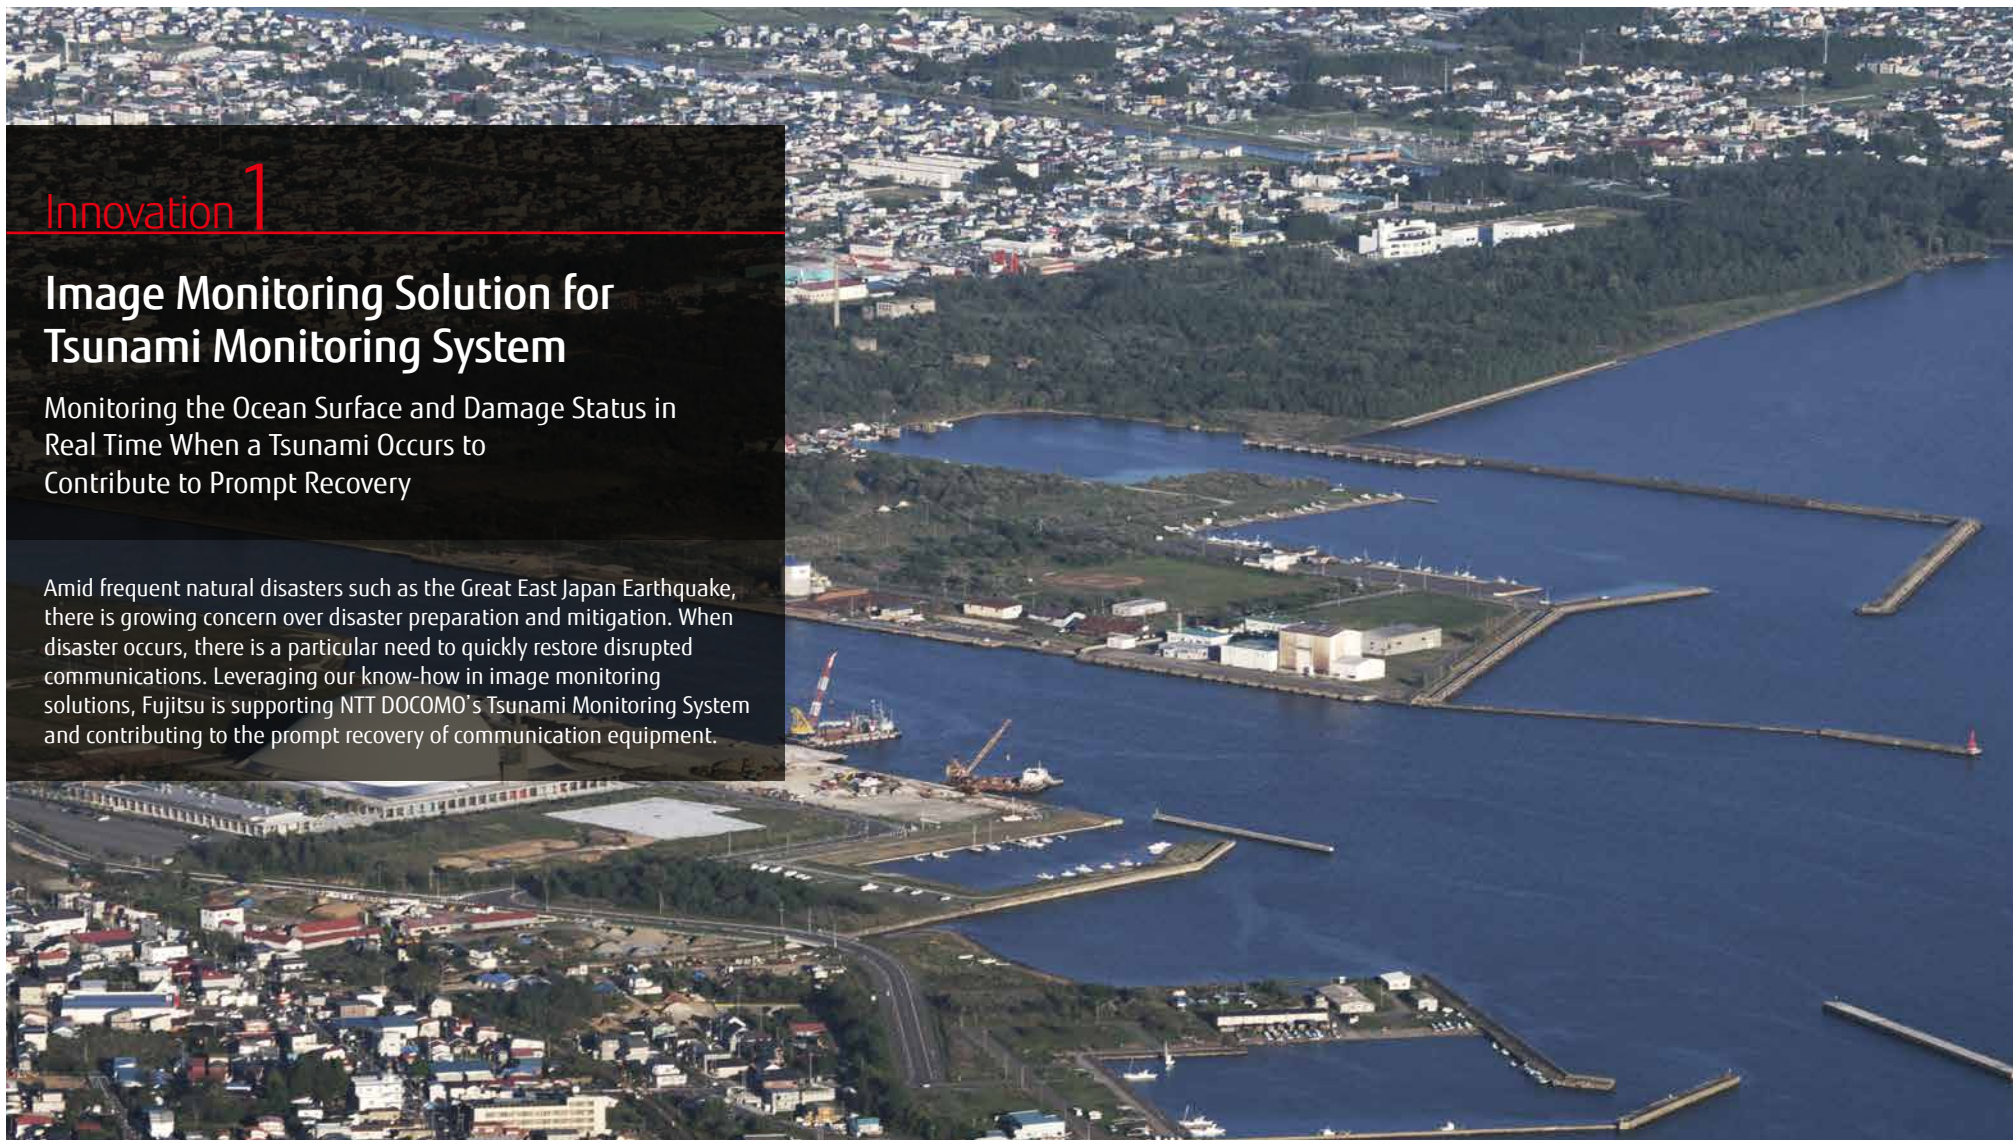 Innovation 1
Image Monitoring Solution for
Tsunami Monitoring System
Monitoring the Ocean Surface and Damage Status in
Real Time When a Tsunami Occurs to
Contribute to Prompt Recovery
Amid frequent natural disasters such as the Great East Japan Earthquake,
there is growing concern over disaster preparation and mitigation. When
disaster occurs, there is a particular need to quickly restore disrupted
communications. Leveraging our know-how in image monitoring
solutions, Fujitsu is supporting NTT DOCOMO's Tsunami Monitoring System
and contributing to the prompt recovery of communication equipment.